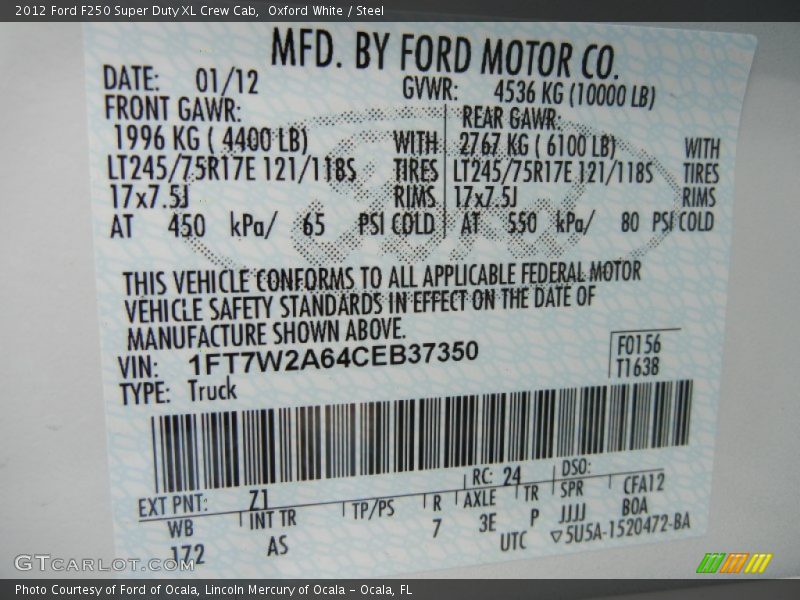 2012 Ford F250 Super Duty XL Crew Cab, Oxford White / Steel
MFD. BY FORD MOTOR CO.
DATE: 01/12 GVWR: 4536 KG (10000 LB)
FRONT GAWR: REAR GAWR:
1996 KG ( 4400 LB) WITH 2767 KG ( 6100 LB) WITH
LT245/75R17E 121/118S TIRES LT245/75R17E 121/118S TIRES
17x7.5J RIMS 17x7.5J RIMS
AT 450 kPa/ 65 PSI COLD AT 550 kPa/ 80 PSI COLD
THIS VEHICLE CONFORMS TO ALL APPLICABLE FEDERAL MOTOR
VEHICLE SAFETY STANDARDS IN EFFECT ON THE DATE OF
MANUFACTURE SHOWN ABOVE.
VIN: 1FT7W2A64CEB37350 F0156
TYPE: Truck T1638
EXT PNT: Z1 RC: 24 DSO:
WB INT TR TP/PS R AXLE TR SPR CFA12
172 AS 7 3E P JJJJ BOA
UTC ▽5U5A-1520472-BA
GTCARLOT.COM
Photo Courtesy of Ford of Ocala, Lincoln Mercury of Ocala – Ocala, FL